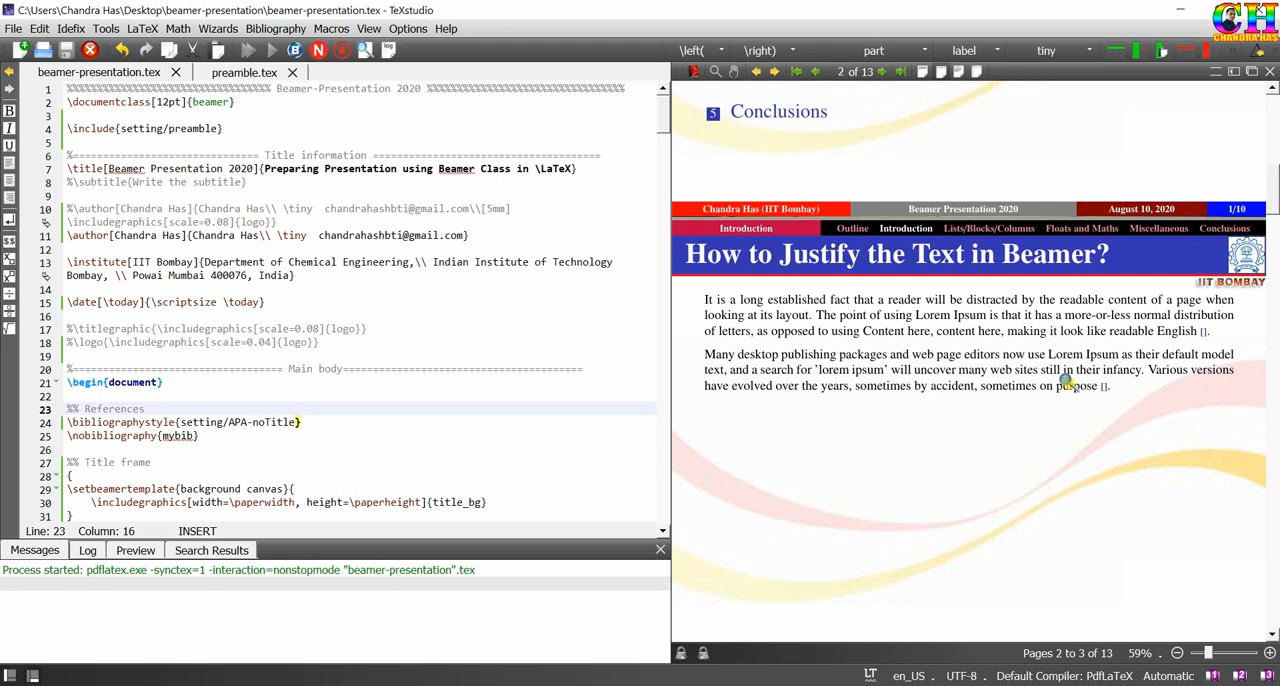 C:\Users\Chandra Has\Desktop\beamer-presentation\beamer-presentation.tex - TeXstudio
CHANDRA HAS
File Edit Idefix Tools LaTeX Math Wizards Bibliography Macros View Options Help
\left( \right) part label tiny
beamer-presentation.tex preamble.tex
2 of 13
1 %%%%%%%%%%%%%%%%%%%%%%%%%%%%%% Beamer-Presentation 2020 %%%%%%%%%%%%%%%%%%%%%%%%%%%%%
2 \documentclass[12pt]{beamer}
3
4 \include{setting/preamble}
5
6 %============================== Title information ==================================
7 \title[Beamer Presentation 2020]{Preparing Presentation using Beamer Class in \LaTeX}
8 %\subtitle{Write the subtitle}
9
10 %\author[Chandra Has]{Chandra Has\\ \tiny chandrahashbti@gmail.com\\[5mm]
\includegraphics[scale=0.08]{logo}}
11 \author[Chandra Has]{Chandra Has\\ \tiny chandrahashbti@gmail.com}
12
13 \institute[IIT Bombay]{Department of Chemical Engineering,\\ Indian Institute of Technology
Bombay, \\ Powai Mumbai 400076, India}
14
15 \date[\today]{\scriptsize \today}
16
17 %\titlegraphic{\includegraphics[scale=0.08]{logo}}
18 %\logo{\includegraphics[scale=0.04]{logo}}
19
20 %================================= Main body===================================
21 \begin{document}
22
23 %% References
24 \bibliographystyle{setting/APA-noTitle}
25 \nobibliography{mybib}
26
27 %% Title frame
28 {
29 \setbeamertemplate{background canvas}{
30 \includegraphics[width=\paperwidth, height=\paperheight]{title_bg}
31 }
Line: 23 Column: 16 INSERT
Messages Log Preview Search Results
Process started: pdflatex.exe -synctex=1 -interaction=nonstopmode "beamer-presentation".tex
5 Conclusions
Chandra Has (IIT Bombay) Beamer Presentation 2020 August 10, 2020 1/10
Introduction Outline Introduction Lists/Blocks/Columns Floats and Maths Miscellaneous Conclusions
How to Justify the Text in Beamer?
IIT BOMBAY
It is a long established fact that a reader will be distracted by the readable content of a page when
looking at its layout. The point of using Lorem Ipsum is that it has a more-or-less normal distribution
of letters, as opposed to using Content here, content here, making it look like readable English [].
Many desktop publishing packages and web page editors now use Lorem Ipsum as their default model
text, and a search for 'lorem ipsum' will uncover many web sites still in their infancy. Various versions
have evolved over the years, sometimes by accident, sometimes on purpose [].
Pages 2 to 3 of 13 59%
LT en_US UTF-8 Default Compiler: PdfLaTeX Automatic 1 2 3